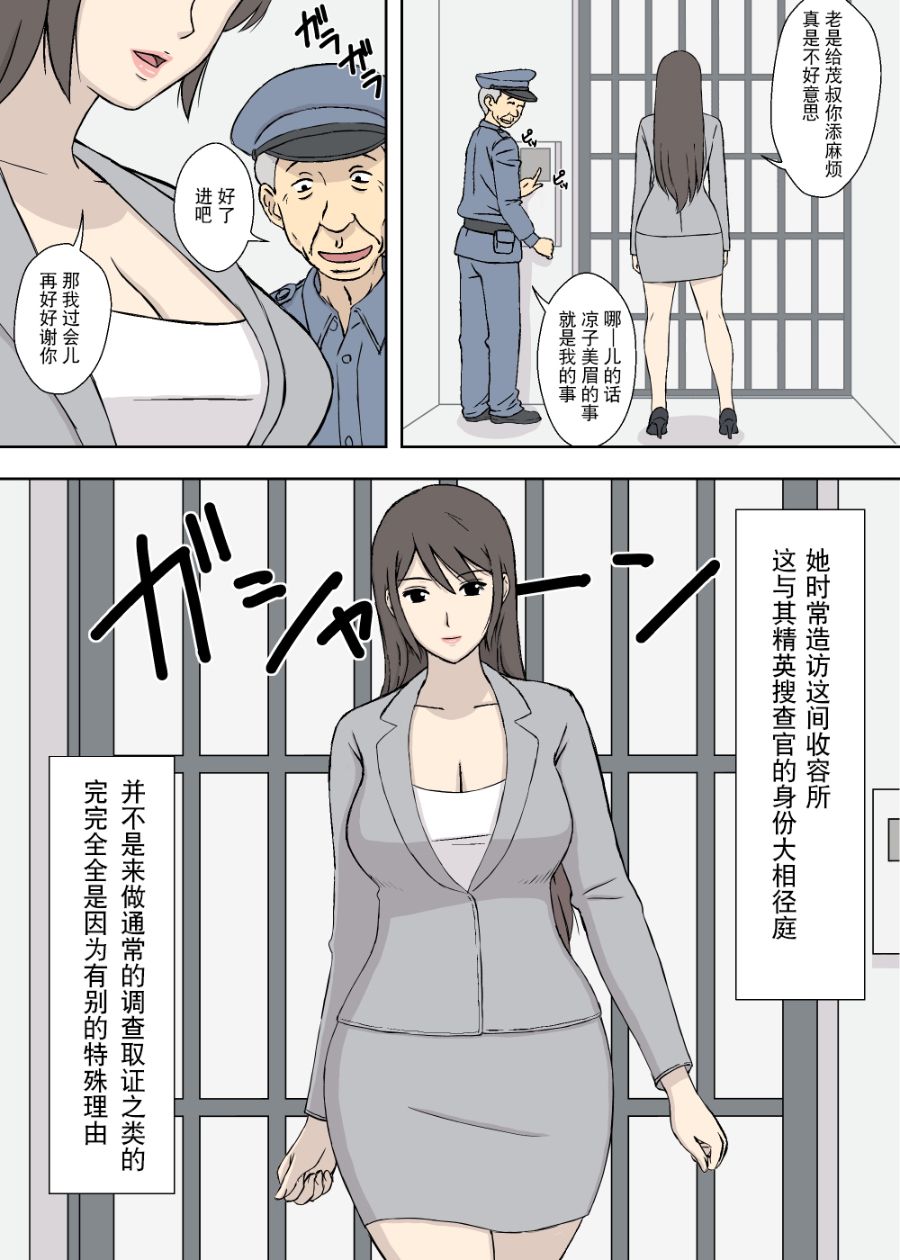 老是给茂叔你添麻烦
真是不好意思
ピッ
ピッ
哪—儿的话
凉子美眉的事
就是我的事
ガラ
ガラ
好了
进吧
那我过会儿
再好好谢你
ガシャーン
她时常造访这间收容所
这与其精英搜查官的身份大相径庭
并不是来做通常的调查取证之类的
完完全全是因为有别的特殊理由